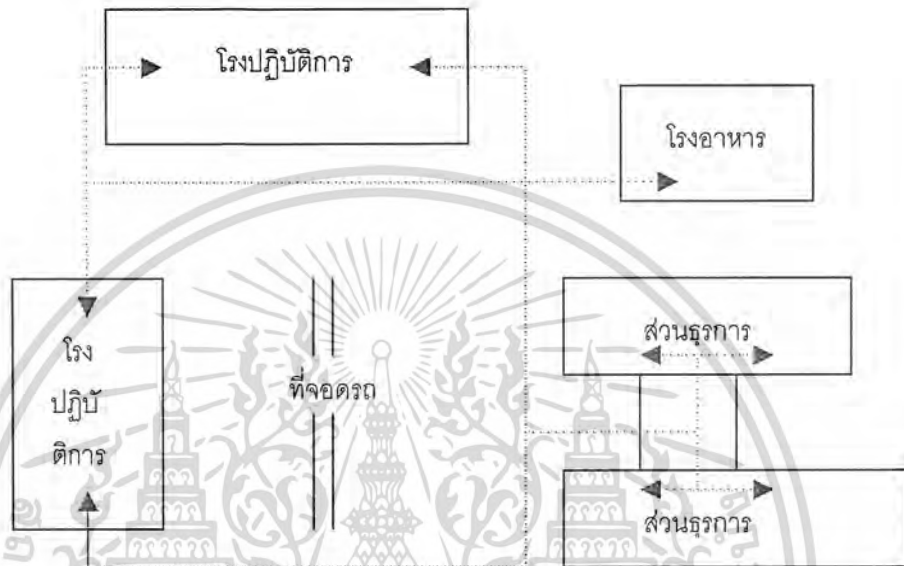 โรงปฏิบัติการ
โรงอาหาร
โรง
ปฏิบั
ติการ
ที่จอดรถ
ส่วนธุรการ
ส่วนธุรการ